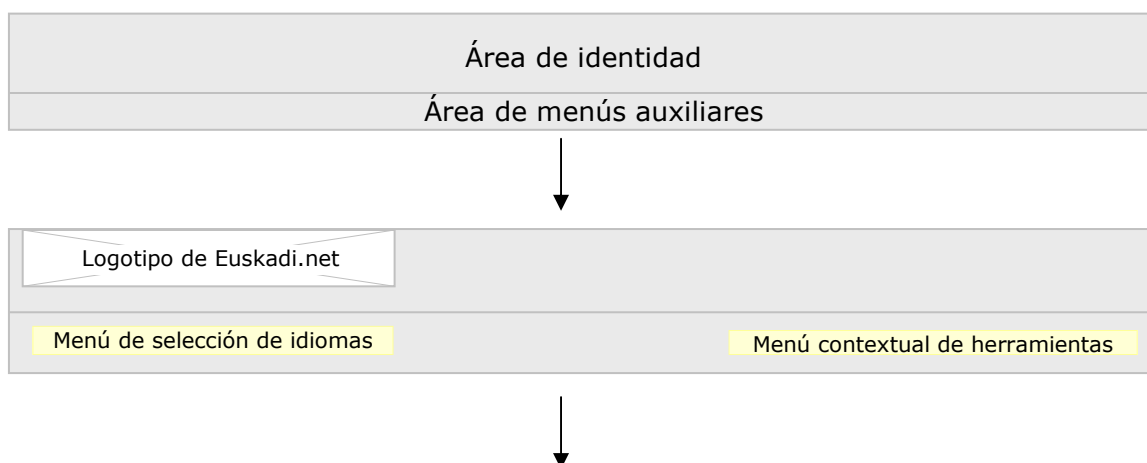 Área de identidad
Área de menús auxiliares
Logotipo de Euskadi.net
Menú de selección de idiomas
Menú contextual de herramientas